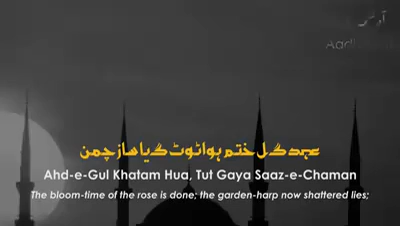 عہد گل ختم ہوا ٹوٹ گیا ساز چمن
Ahd-e-Gul Khatam Hua, Tut Gaya Saaz-e-Chaman
The bloom-time of the rose is done; the garden-harp now shattered lies;